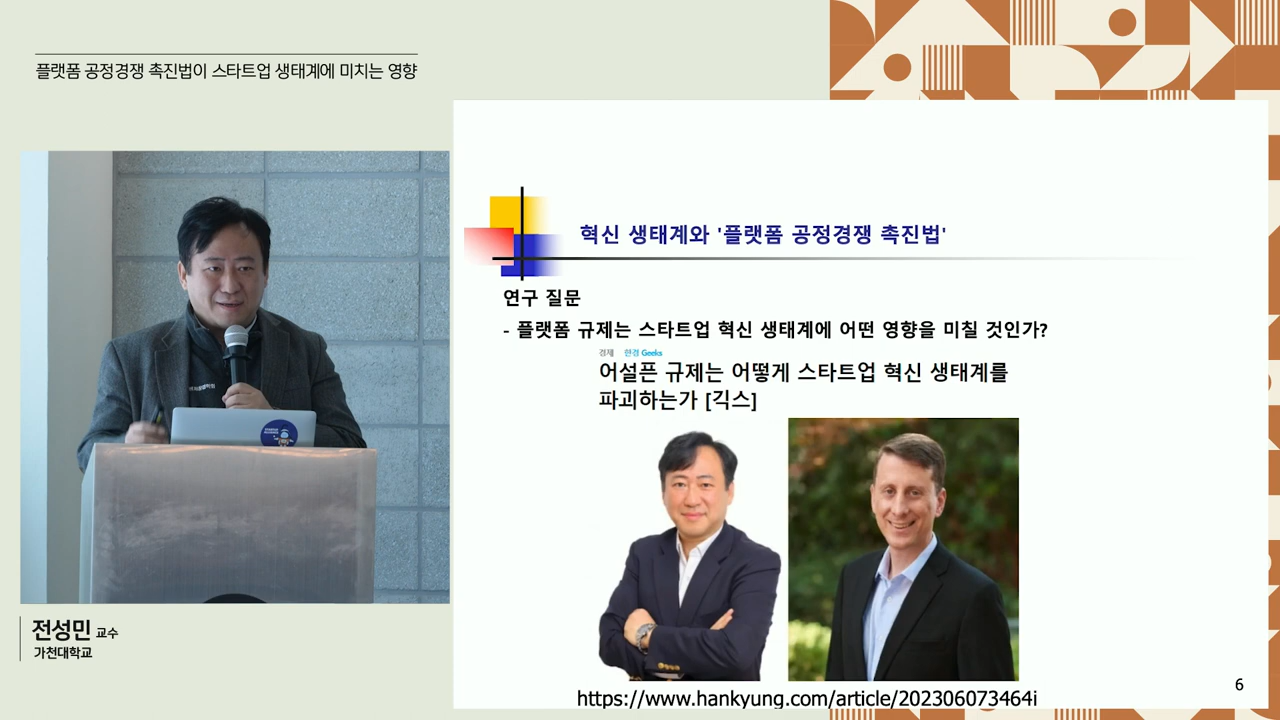 플랫폼 공정경쟁 촉진법이 스타트업 생태계에 미치는 영향
혁신 생태계와 '플랫폼 공정경쟁 촉진법'
연구 질문
- 플랫폼 규제는 스타트업 혁신 생태계에 어떤 영향을 미칠 것인가?
경제 한경 Geeks
어설픈 규제는 어떻게 스타트업 혁신 생태계를
파괴하는가 [긱스]
https://www.hankyung.com/article/202306073464i
6
전성민 교수
가천대학교